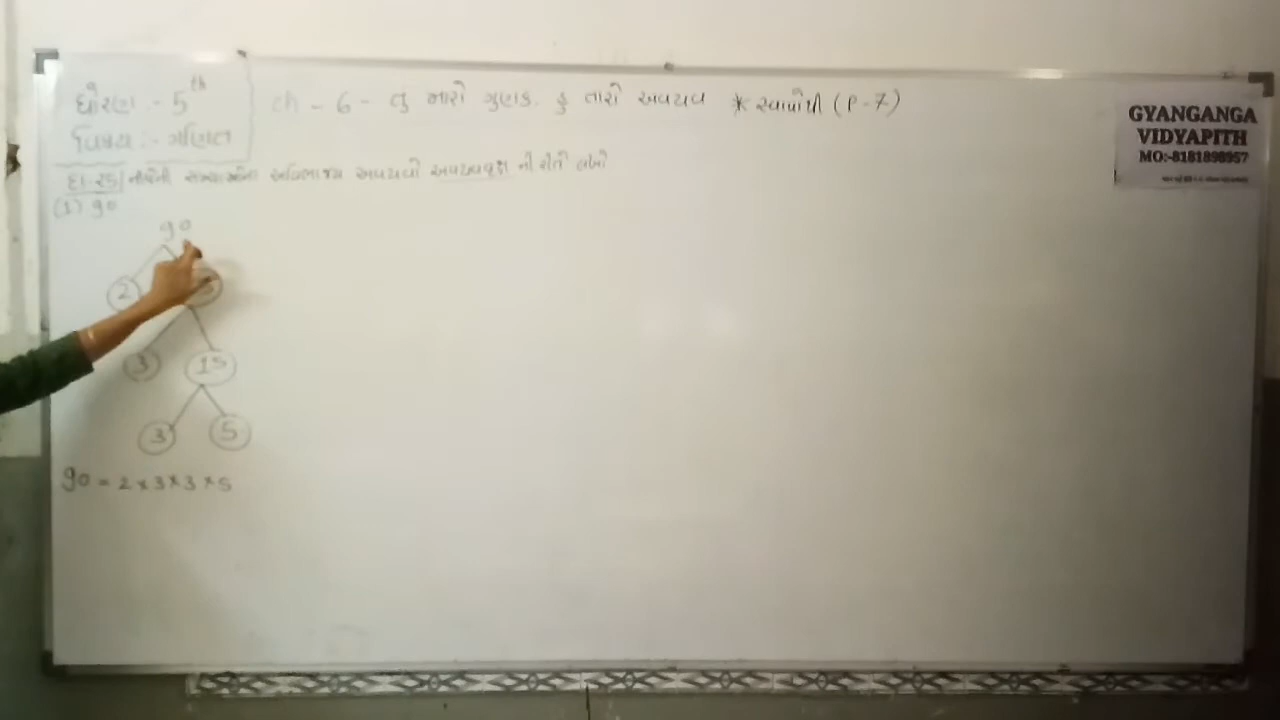 ધોરણ :- 5th
વિષય :- ગણિત
ch - 6 - તુ મારો ગુણક, હુ તારો અવયવ * સ્વાપોથી (P-7)
દા-૨ક નીચેની સંખ્યાઓના અવિભાજ્ય અવયવો અવયવવૃક્ષ ની રીતે લખો
(1) 90
90
2
3 15
3 5
90 = 2 × 3 × 3 × 5
GYANGANGA
VIDYAPITH
MO:-8181898957